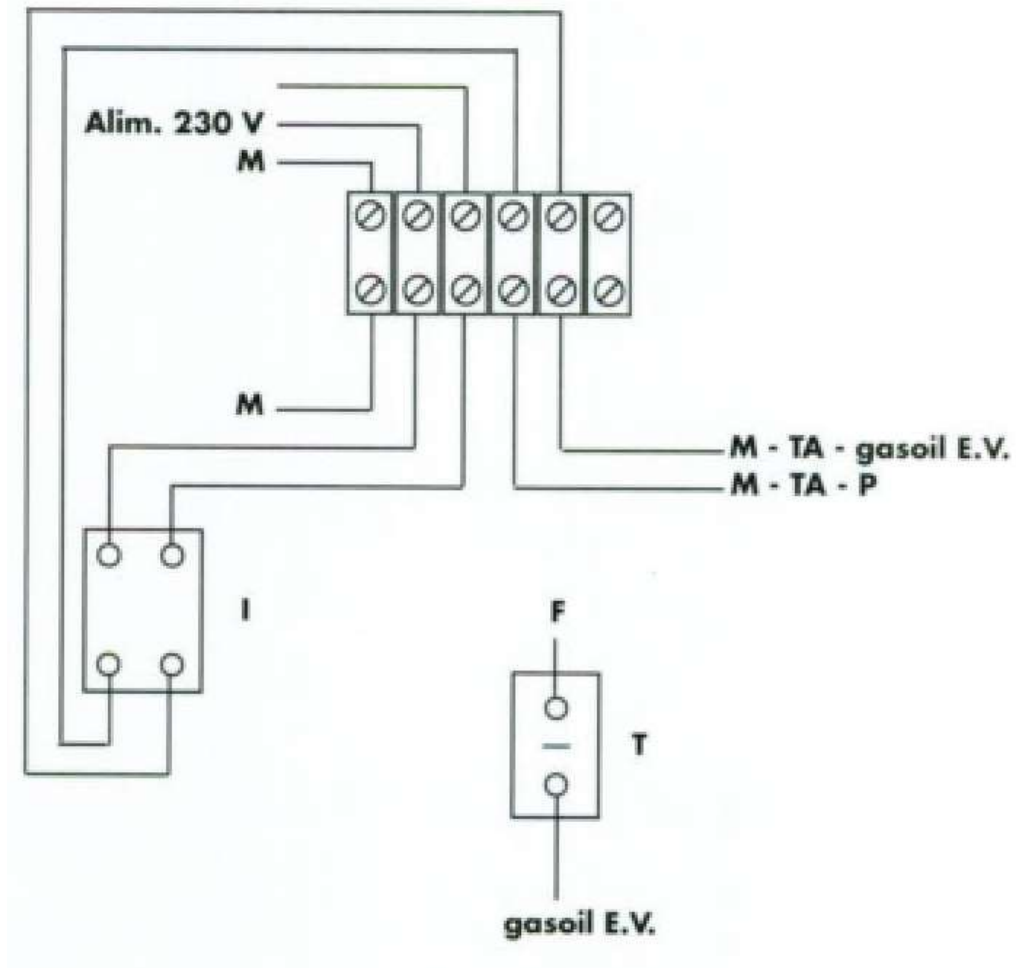 Alim. 230 V
M
M
M - TA - gasoil E.V.
M - TA - P
I
F
T
gasoil E.V.